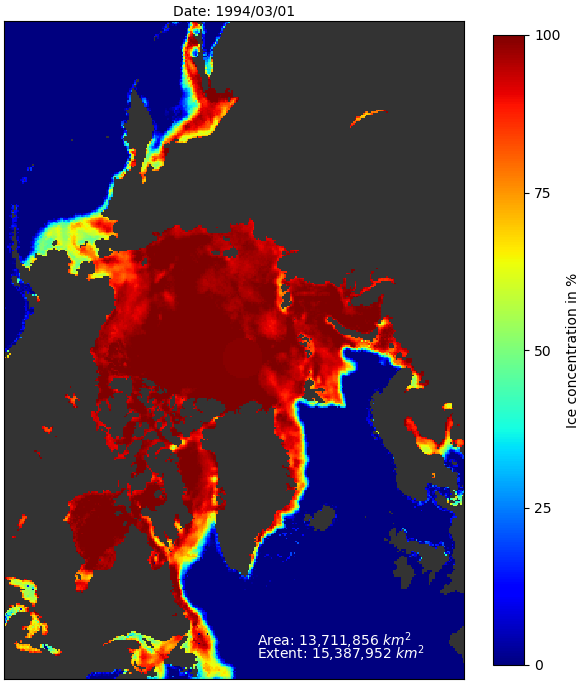 Date: 1994/03/01
100
75
50
25
0
Ice concentration in %
Area: 13,711,856 km²
Extent: 15,387,952 km²